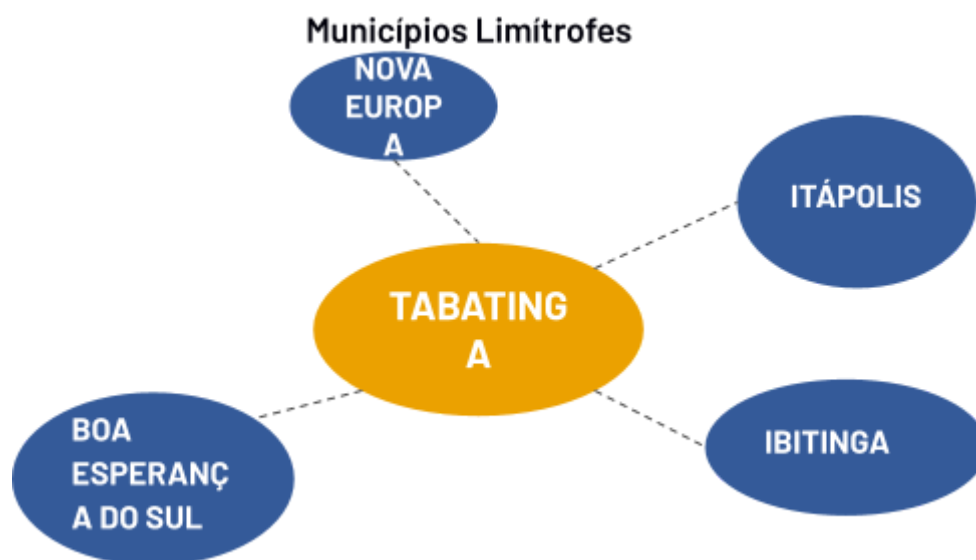 Municípios Limítrofes
NOVA
EUROP
A
ITÁPOLIS
TABATING
A
BOA
ESPERANÇ
A DO SUL
IBITINGA